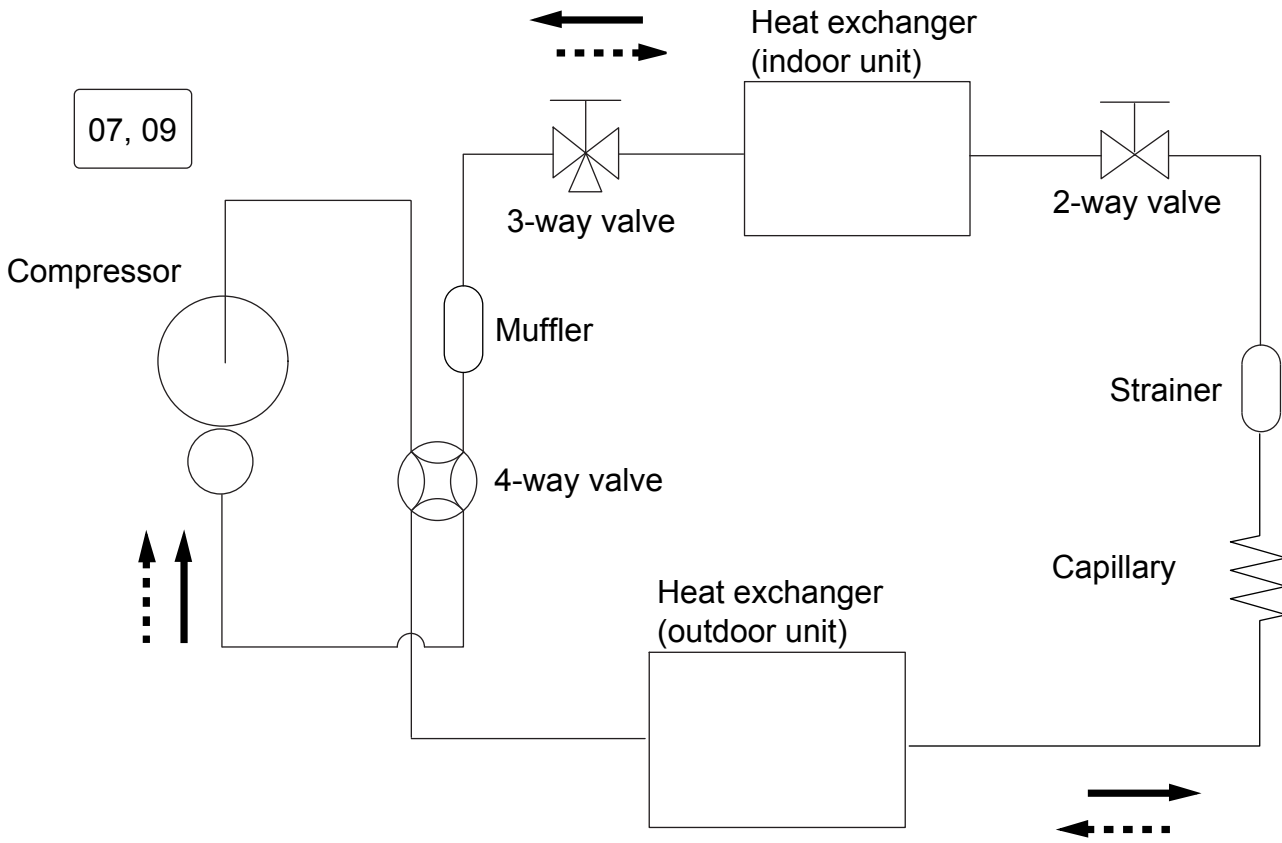 Heat exchanger
(indoor unit)
07, 09
3-way valve
2-way valve
Compressor
Muffler
Strainer
4-way valve
Capillary
Heat exchanger
(outdoor unit)